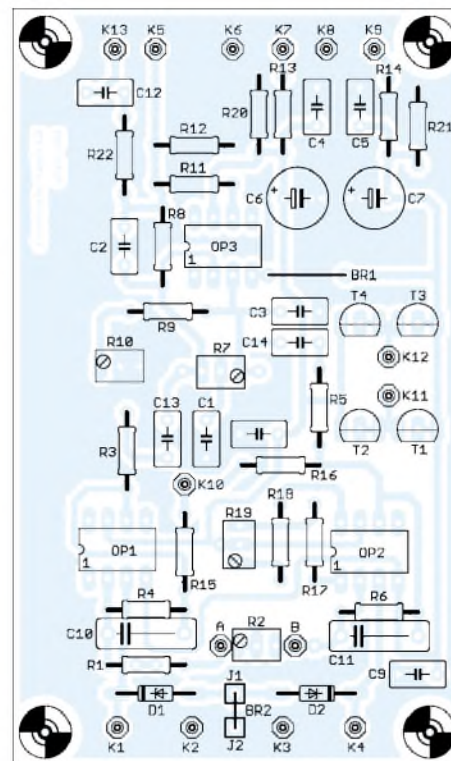 K13 K5 K6 K7 K8 K9
C12 R13 R14
R20 C4 C5 R21
R12
R22 R11
C6 + + C7
R8
C2 OP3
1
BR1
R9 C3 T4 T3
R10 R7 C14
K12
K11
R5
C13 C1
R3 T2 T1
R16
K10
R19 R18
OP1 OP2
1 1
R15 R17
R4 R6
C10 A R2 B C11
R1 C9
J1
D1 BR2 D2
K1 K2 J2 K3 K4